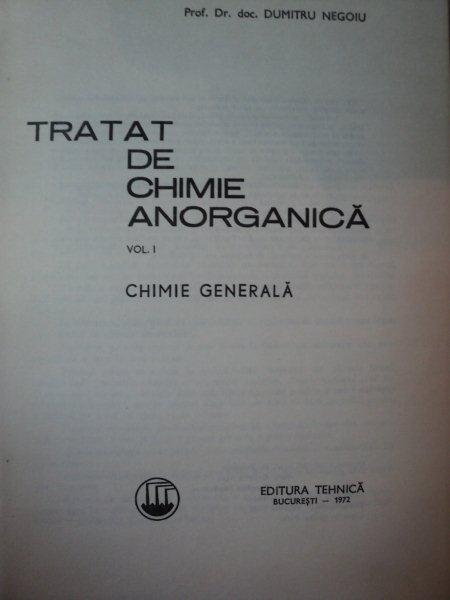 Prof. Dr. doc. DUMITRU NEGOIU
TRATAT
DE
CHIMIE
ANORGANICĂ
VOL. I
CHIMIE GENERALĂ
EDITURA TEHNICĂ
BUCUREȘTI — 1972